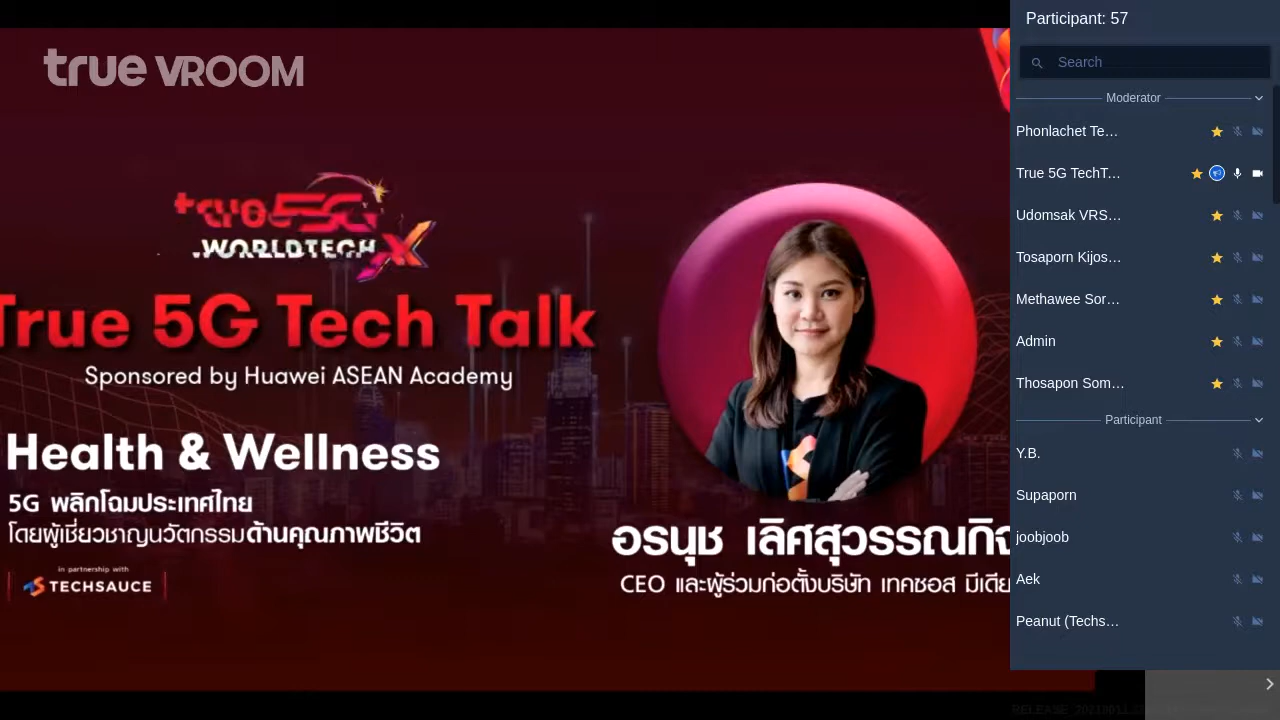 true VROOM
true 5G
WORLDTECH X
True 5G Tech Talk
Sponsored by Huawei ASEAN Academy
Health & Wellness
5G พลิกโฉมประเทศไทย
โดยผู้เชี่ยวชาญนวัตกรรมด้านคุณภาพชีวิต
in partnership with
TECHSAUCE
อรนุช เลิศสุวรรณกิจ
CEO และผู้ร่วมก่อตั้งบริษัท เทคซอส มีเดีย
Participant: 57
Search
Moderator
Phonlachet Te...
True 5G TechT...
Udomsak VRS...
Tosaporn Kijos...
Methawee Sor...
Admin
Thosapon Som...
Participant
Y.B.
Supaporn
joobjoob
Aek
Peanut (Techs...